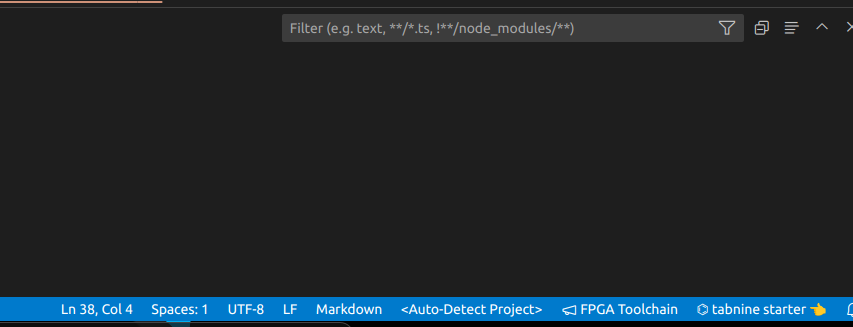 Filter (e.g. text, **/*.ts, !**/node_modules/**)
Ln 38, Col 4 Spaces: 1 UTF-8 LF Markdown <Auto-Detect Project> FPGA Toolchain tabnine starter 👈